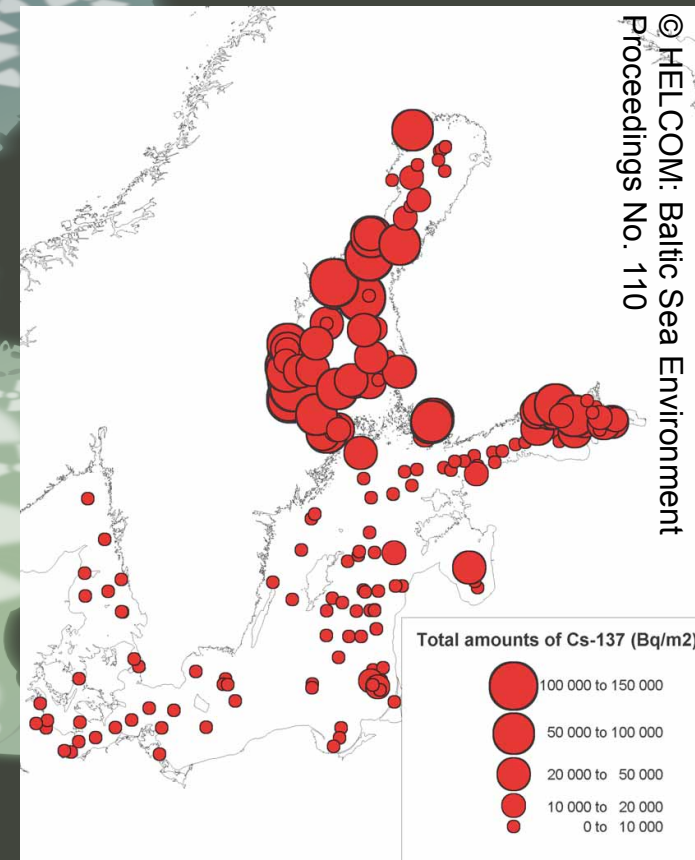 © HELCOM: Baltic Sea Environment
Proceedings No. 110
Total amounts of Cs-137 (Bq/m2)
100 000 to 150 000
50 000 to 100 000
20 000 to 50 000
10 000 to 20 000
0 to 10 000